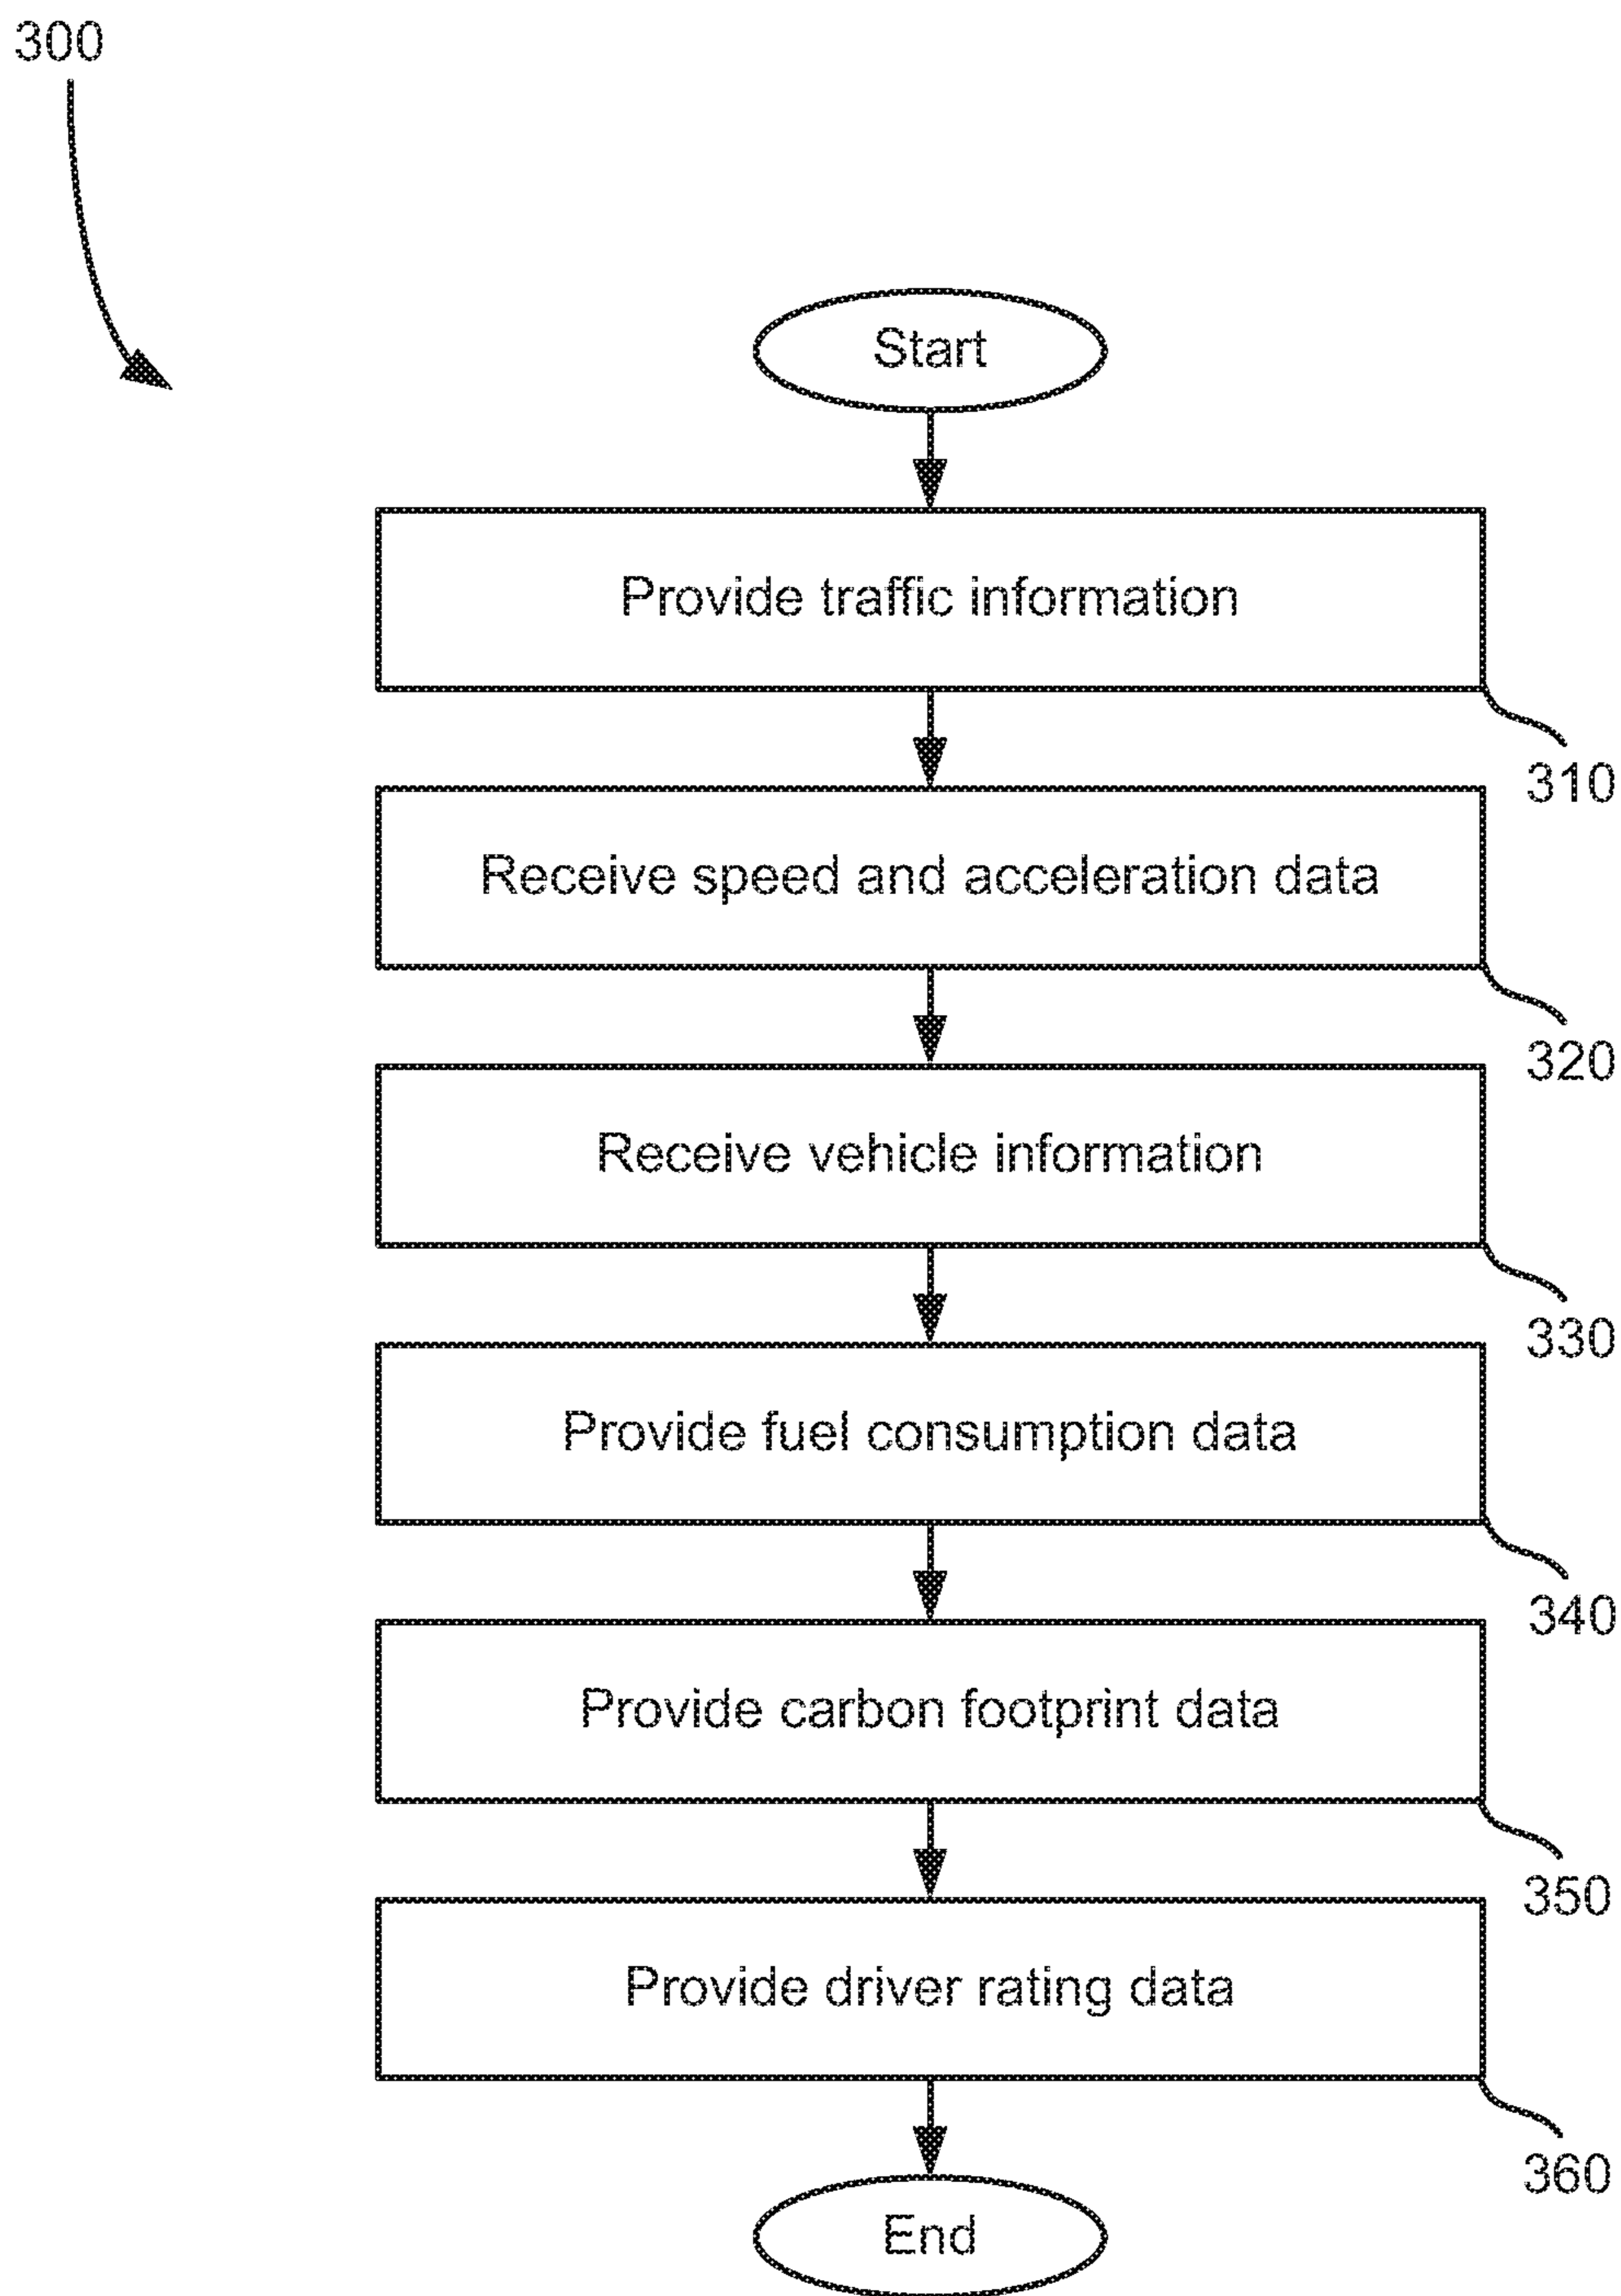 300
Start
Provide traffic information
310
Receive speed and acceleration data
320
Receive vehicle information
330
Provide fuel consumption data
340
Provide carbon footprint data
350
Provide driver rating data
360
End